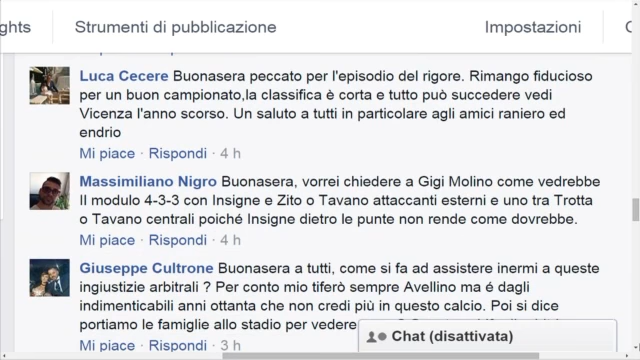 ghts Strumenti di pubblicazione Impostazioni
Luca Cecere Buonasera peccato per l'episodio del rigore. Rimango fiducioso
per un buon campionato,la classifica è corta e tutto può succedere vedi
Vicenza l'anno scorso. Un saluto a tutti in particolare agli amici raniero ed
endrio
Mi piace · Rispondi · 4 h
Massimiliano Nigro Buonasera, vorrei chiedere a Gigi Molino come vedrebbe
Il modulo 4-3-3 con Insigne e Zito o Tavano attaccanti esterni e uno tra Trotta
o Tavano centrali poiché Insigne dietro le punte non rende come dovrebbe.
Mi piace · Rispondi · 4 h
Giuseppe Cultrone Buonasera a tutti, come si fa ad assistere inermi a queste
ingiustizie arbitrali ? Per conto mio tiferò sempre Avellino ma é dagli
indimenticabili anni ottanta che non credi più in questo calcio. Poi si dice
portiamo le famiglie allo stadio per vedere
Chat (disattivata)
Mi piace · Rispondi · 3 h